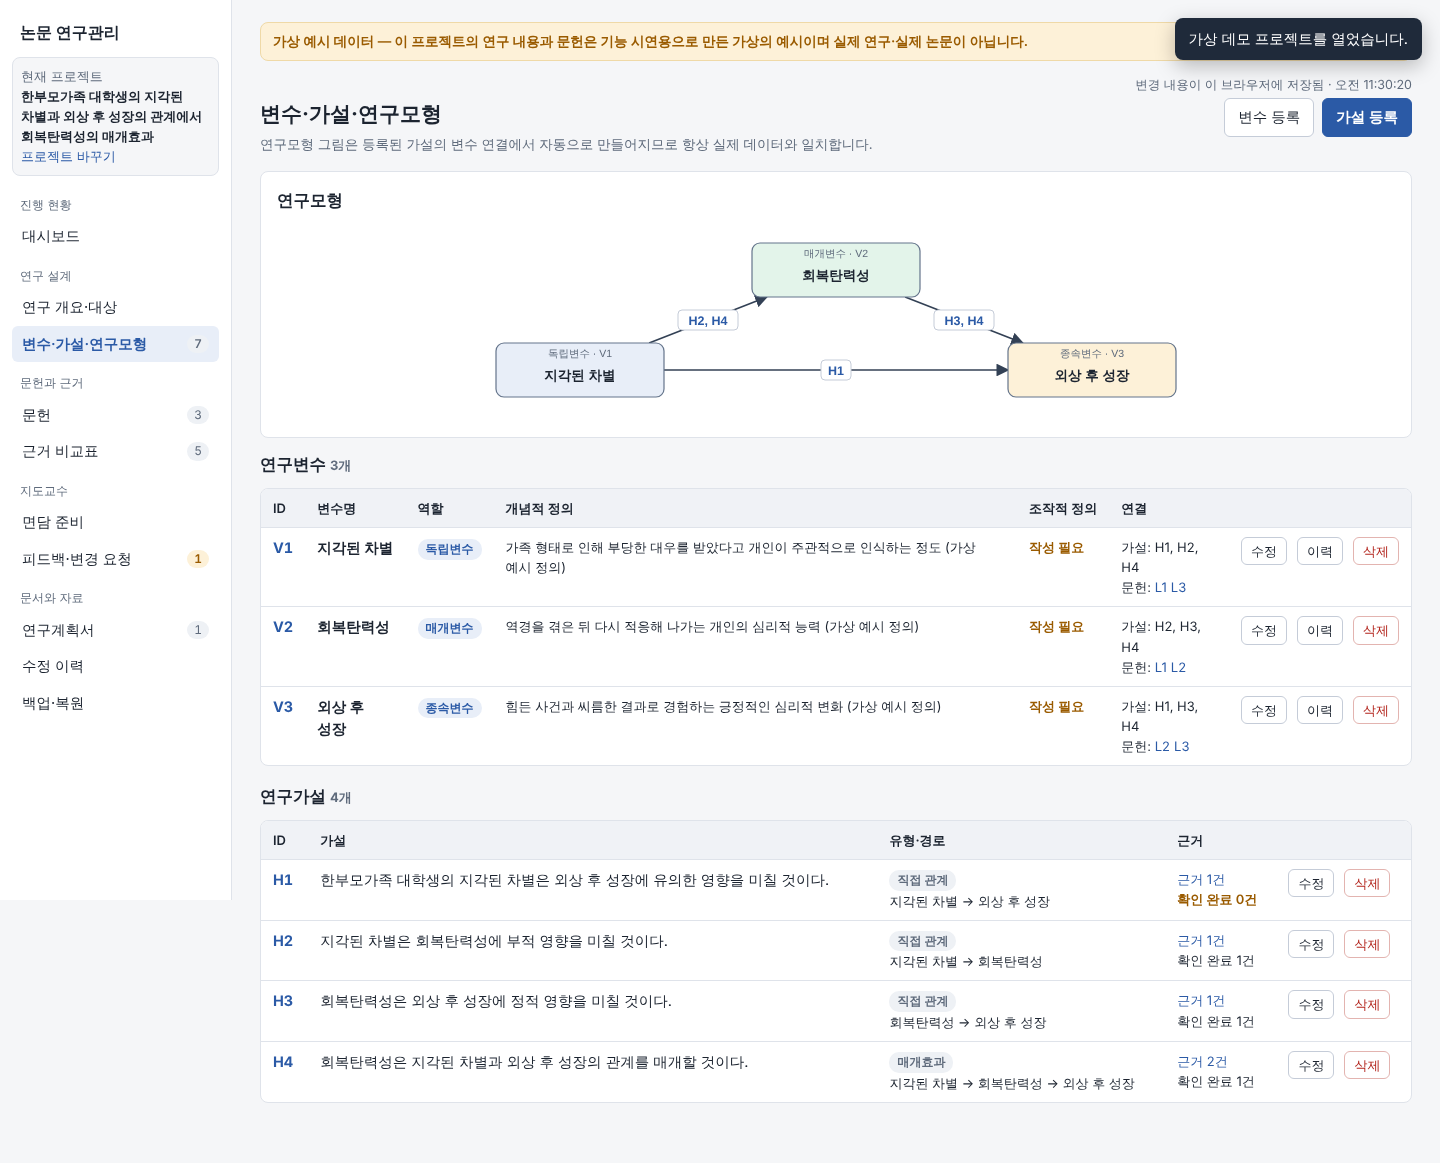 논문 연구관리
현재 프로젝트
한부모가족 대학생의 지각된
차별과 외상 후 성장의 관계에서
회복탄력성의 매개효과
프로젝트 바꾸기
진행 현황
대시보드
연구 설계
연구 개요·대상
변수·가설·연구모형 7
문헌과 근거
문헌 3
근거 비교표 5
지도교수
면담 준비
피드백·변경 요청 1
문서와 자료
연구계획서 1
수정 이력
백업·복원
가상 예시 데이터 — 이 프로젝트의 연구 내용과 문헌은 기능 시연용으로 만든 가상의 예시이며 실제 연구·실제 논문이 아닙니다.
가상 데모 프로젝트를 열었습니다.
변경 내용이 이 브라우저에 저장됨 · 오전 11:30:20
변수·가설·연구모형
변수 등록 가설 등록
연구모형 그림은 등록된 가설의 변수 연결에서 자동으로 만들어지므로 항상 실제 데이터와 일치합니다.
연구모형
매개변수 · V2
회복탄력성
H2, H4 H3, H4
독립변수 · V1
지각된 차별
H1
종속변수 · V3
외상 후 성장
연구변수 3개
ID 변수명 역할 개념적 정의 조작적 정의 연결
V1 지각된 차별 독립변수 가족 형태로 인해 부당한 대우를 받았다고 개인이 주관적으로 인식하는 정도 (가상 작성 필요 가설: H1, H2, 수정 이력 삭제
예시 정의) H4
문헌: L1 L3
V2 회복탄력성 매개변수 역경을 겪은 뒤 다시 적응해 나가는 개인의 심리적 능력 (가상 예시 정의) 작성 필요 가설: H2, H3, 수정 이력 삭제
H4
문헌: L1 L2
V3 외상 후 종속변수 힘든 사건과 씨름한 결과로 경험하는 긍정적인 심리적 변화 (가상 예시 정의) 작성 필요 가설: H1, H3, 수정 이력 삭제
성장 H4
문헌: L2 L3
연구가설 4개
ID 가설 유형·경로 근거
H1 한부모가족 대학생의 지각된 차별은 외상 후 성장에 유의한 영향을 미칠 것이다. 직접 관계 근거 1건 수정 삭제
지각된 차별 → 외상 후 성장 확인 완료 0건
H2 지각된 차별은 회복탄력성에 부적 영향을 미칠 것이다. 직접 관계 근거 1건 수정 삭제
지각된 차별 → 회복탄력성 확인 완료 1건
H3 회복탄력성은 외상 후 성장에 정적 영향을 미칠 것이다. 직접 관계 근거 1건 수정 삭제
회복탄력성 → 외상 후 성장 확인 완료 1건
H4 회복탄력성은 지각된 차별과 외상 후 성장의 관계를 매개할 것이다. 매개효과 근거 2건 수정 삭제
지각된 차별 → 회복탄력성 → 외상 후 성장 확인 완료 1건